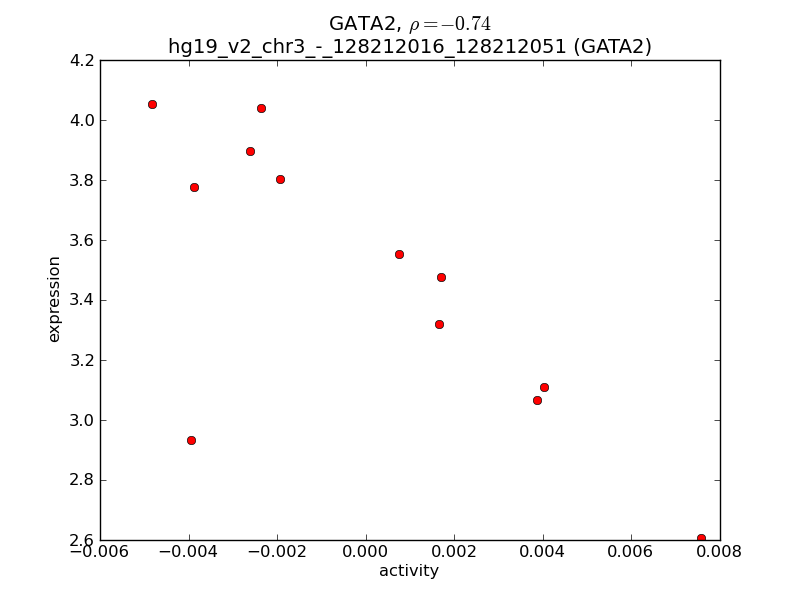 GATA2, ρ = −0.74
hg19_v2_chr3_-_128212016_128212051 (GATA2)
4.2
4.0
3.8
3.6
3.4
3.2
3.0
2.8
2.6
expression
−0.006 −0.004 −0.002 0.000 0.002 0.004 0.006 0.008
activity